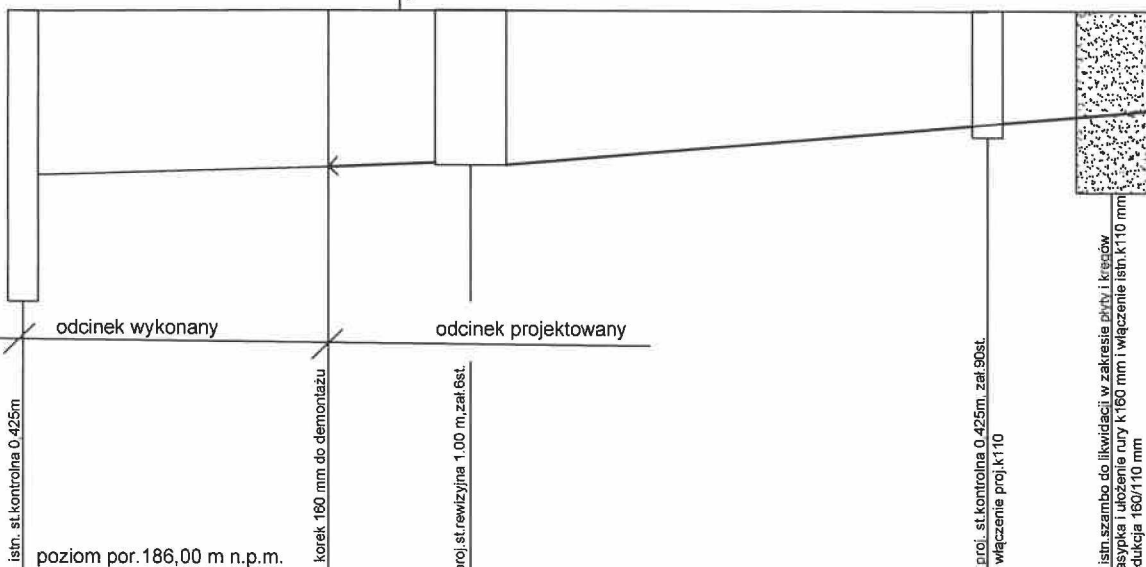 odcinek wykonany
odcinek projektowany
istn. st.kontrolna 0.425m
korek 160 mm do demontażu
proj.st.rewizyjna 1.00 m,zał.6st.
proj. st.kontrolna 0.425m, zał.90st.
włączenie proj.k110
istn.szambo do likwidacji w zakresie płyty i kręgów
asypka i ułożenie rury k160 mm i włączenie istn.k110 mm
dukcja 160/110 mm
poziom por.186,00 m n.p.m.